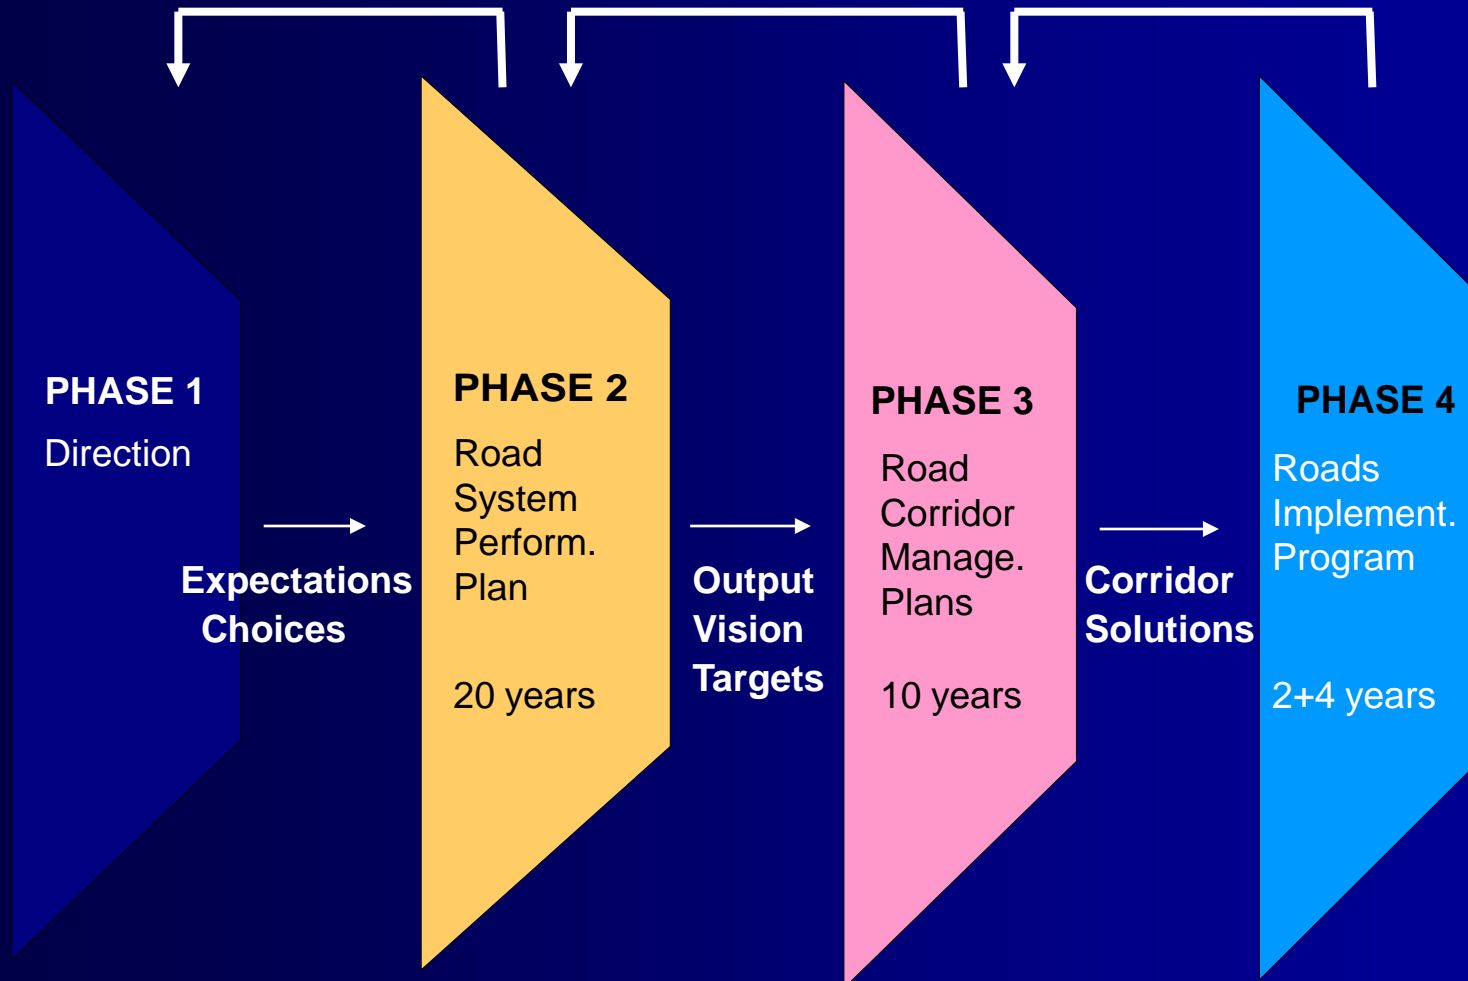 PHASE 1
Direction
Expectations
Choices
PHASE 2
Road
System
Perform.
Plan
20 years
Output
Vision
Targets
PHASE 3
Road
Corridor
Manage.
Plans
10 years
Corridor
Solutions
PHASE 4
Roads
Implement.
Program
2+4 years